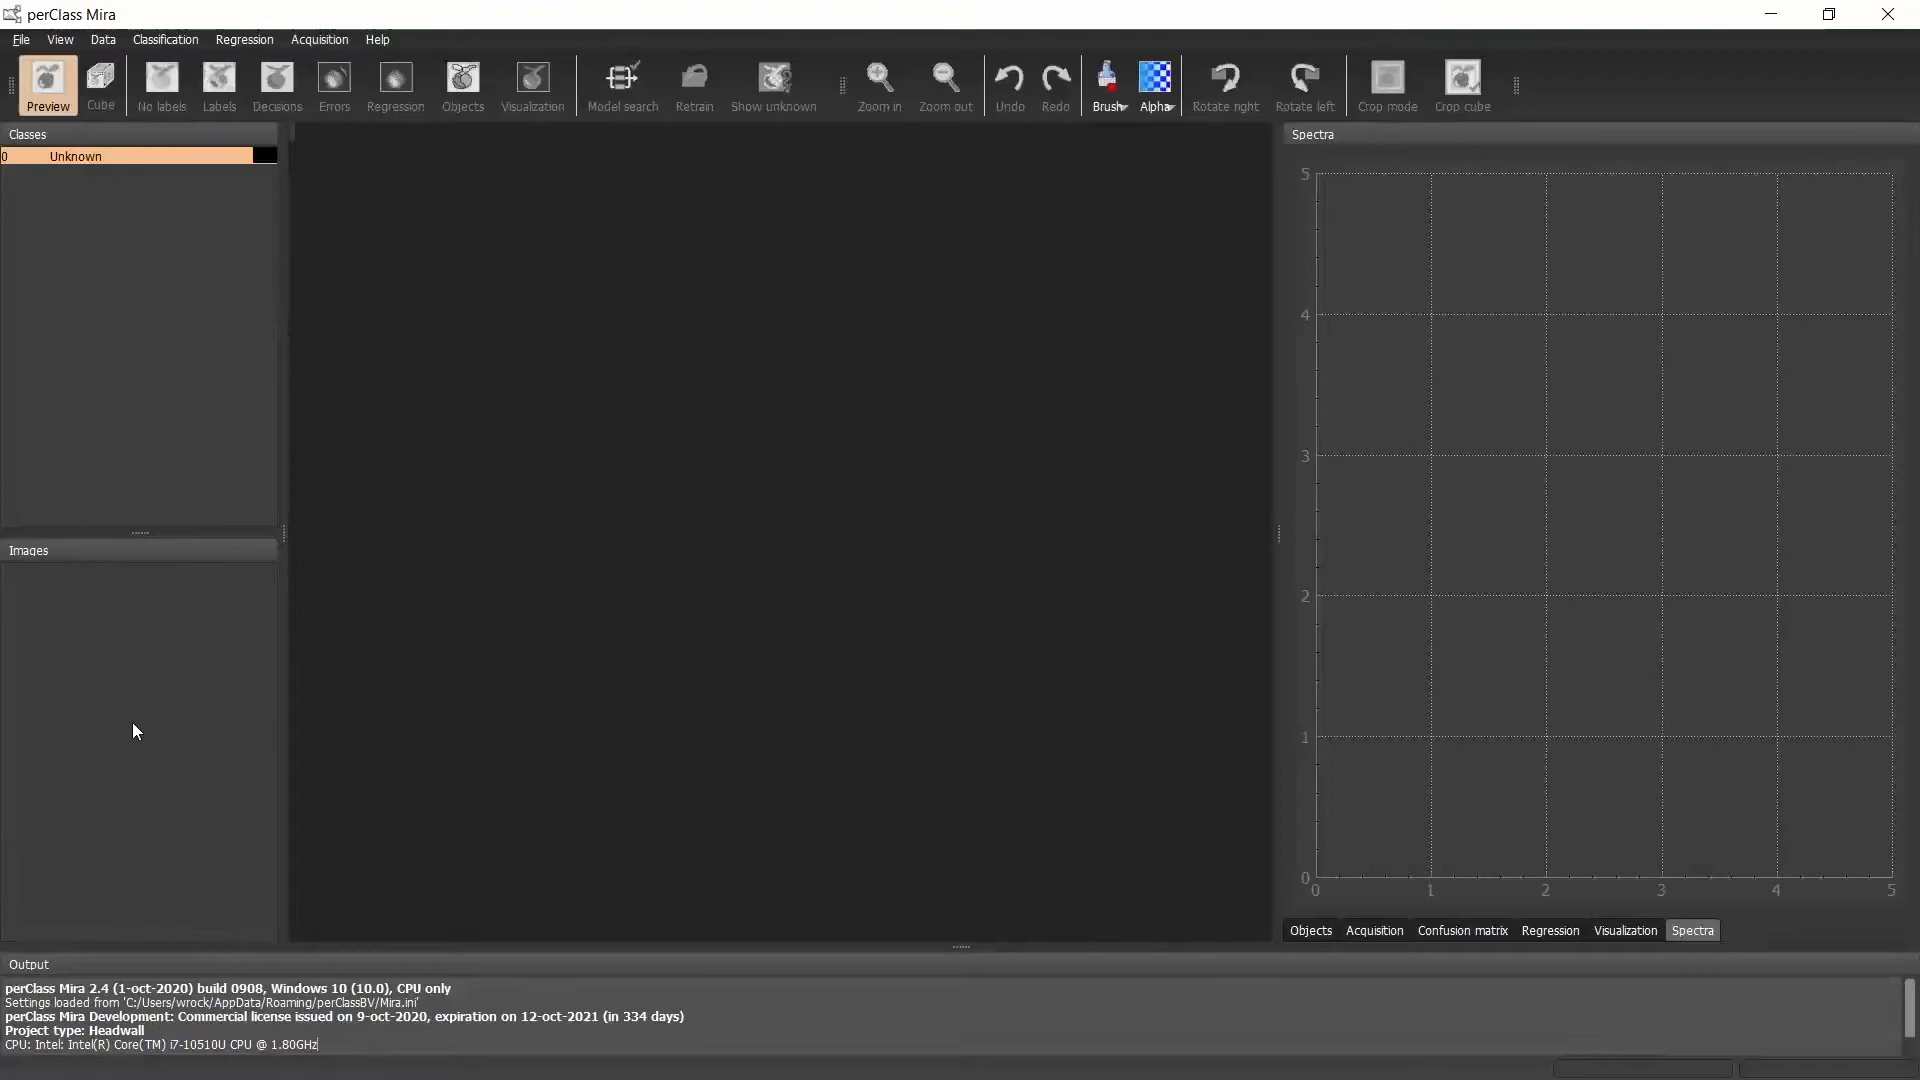 perClass Mira
File View Data Classification Regression Acquisition Help
Preview Cube No labels Labels Decisions Errors Regression Objects Visualization Model search Retrain Show unknown Zoom in Zoom out Undo Redo Brush Alpha Rotate right Rotate left Crop mode Crop cube
Classes
0 Unknown
Images
Spectra
5
4
3
2
1
0
0 1 2 3 4 5
Objects Acquisition Confusion matrix Regression Visualization Spectra
Output
perClass Mira 2.4 (1-oct-2020) build 0908, Windows 10 (10.0), CPU only
Settings loaded from 'C:/Users/wrock/AppData/Roaming/perClassBV/Mira.ini'
perClass Mira Development: Commercial license issued on 9-oct-2020, expiration on 12-oct-2021 (in 334 days)
Project type: Headwall
CPU: Intel: Intel(R) Core(TM) i7-10510U CPU @ 1.80GHz